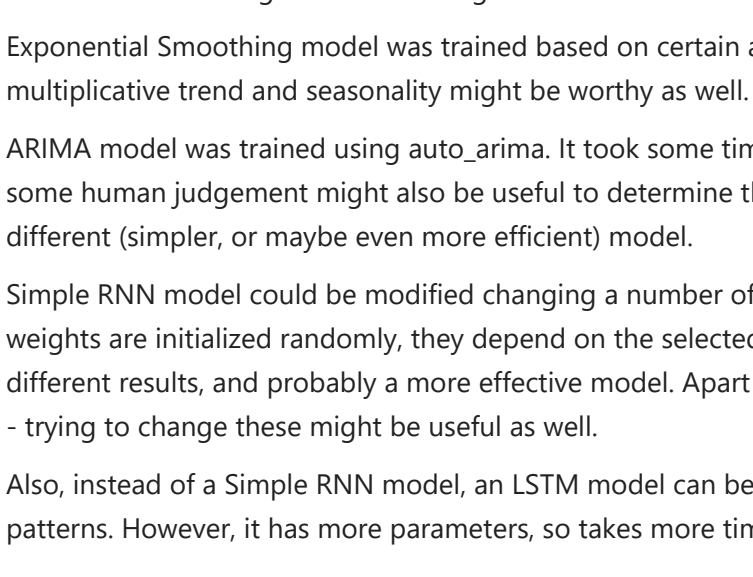 Exponential Smoothing model was trained based on certain
multiplicative trend and seasonality might be worthy as well.
ARIMA model was trained using auto_arima. It took some
some human judgement might also be useful to determine
different (simpler, or maybe even more efficient) model.
Simple RNN model could be modified changing a number of
weights are initialized randomly, they depend on the selected
different results, and probably a more effective model. Apart
- trying to change these might be useful as well.
Also, instead of a Simple RNN model, an LSTM model can be
patterns. However, it has more parameters, so takes more